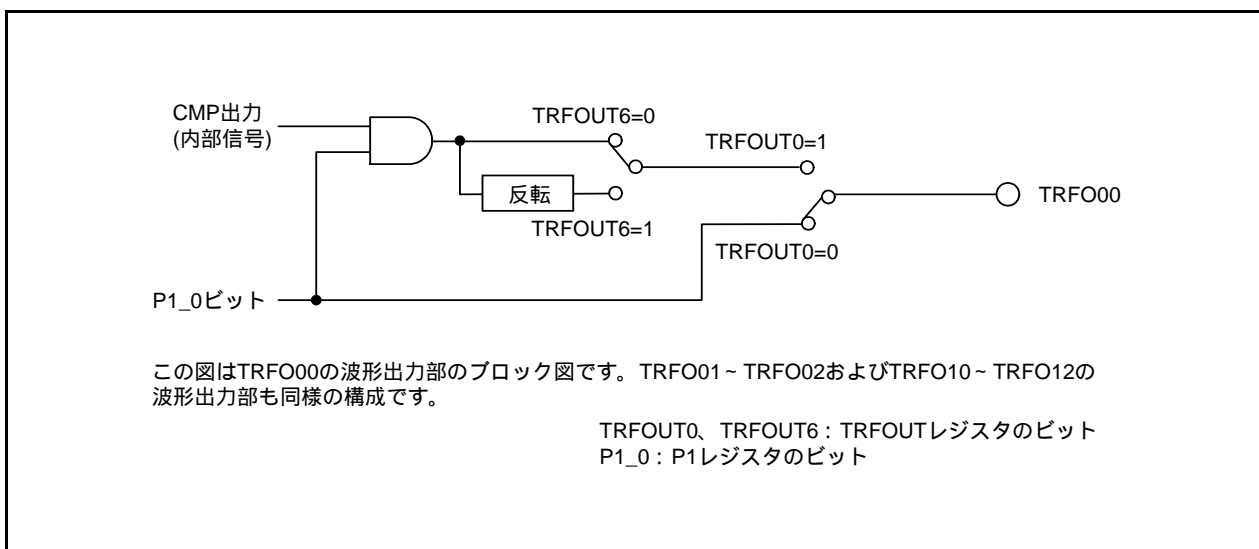 CMP出力
(内部信号)
TRFOUT6=0
TRFOUT0=1
反転
TRFO00
TRFOUT6=1
TRFOUT0=0
P1_0ビット
この図はTRFO00の波形出力部のブロック図です。TRFO01~TRFO02およびTRFO10~TRFO12の
波形出力部も同様の構成です。
TRFOUT0、TRFOUT6:TRFOUTレジスタのビット
P1_0:P1レジスタのビット